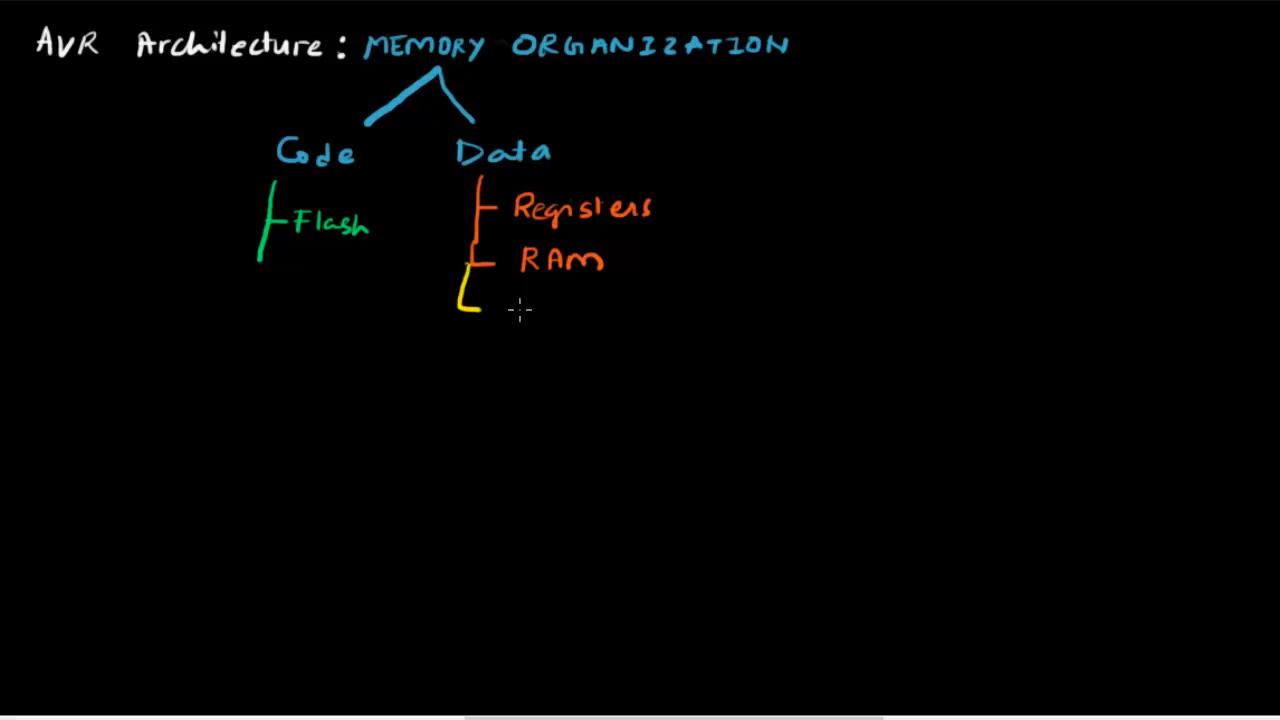 AVR Architecture: MEMORY ORGANIZATION
Code Data
Flash
Registers
RAM